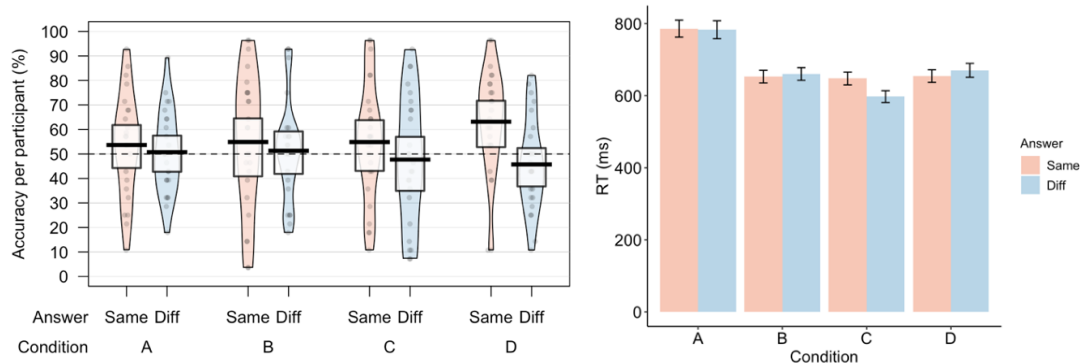 Accuracy per participant (%)
100
90
80
70
60
50
40
30
20
10
0
Answer Same Diff Same Diff Same Diff Same Diff
Condition A B C D
RT (ms)
800
600
400
200
0
A B C D
Condition
Answer
Same
Diff